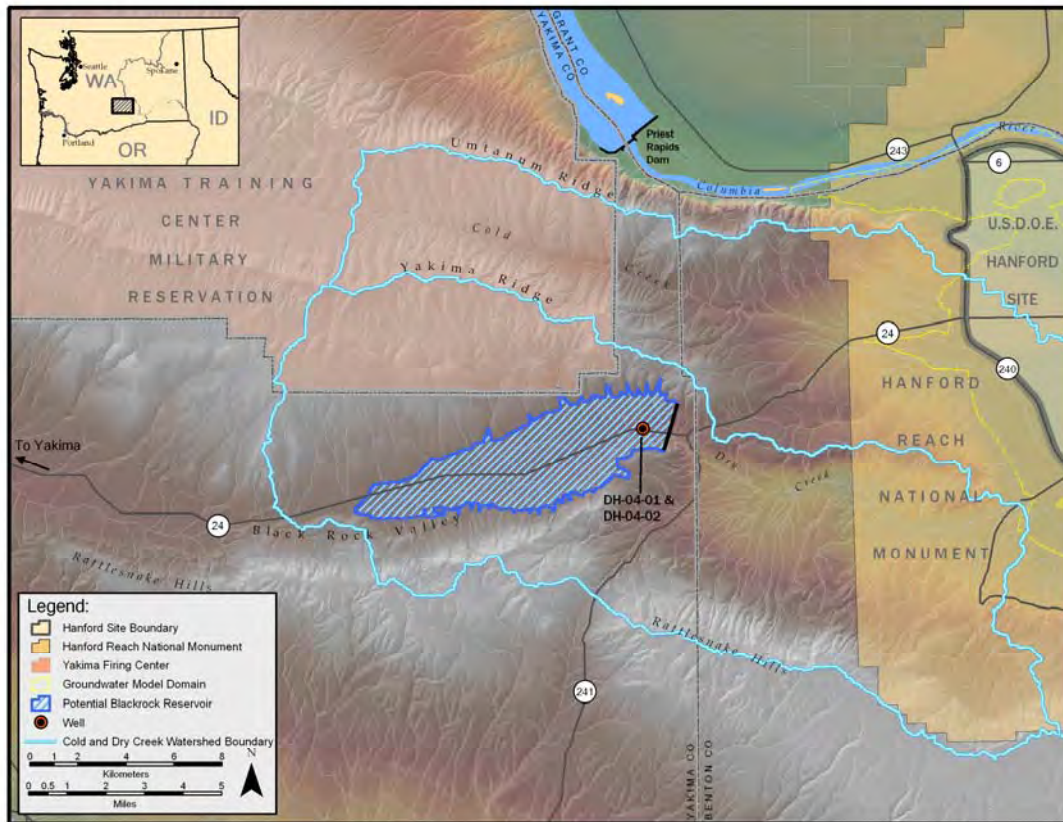 Seattle
Spokane
WA
ID
Portland
OR
GRANT CO
YAKIMA CO
Priest
Rapids
Dam
Columbia
River
243
6
U.S.D.O.E.
HANFORD
SITE
YAKIMA TRAINING
CENTER
MILITARY
RESERVATION
Umtanum Ridge
Cold
Creek
Yakima Ridge
24
240
HANFORD
REACH
NATIONAL
MONUMENT
To Yakima
24
Black Rock Valley
Dry
Creek
DH-04-01 &
DH-04-02
Rattlesnake Hills
Rattlesnake Hills
241
YAKIMA CO
BENTON CO
Legend:
Hanford Site Boundary
Hanford Reach National Monument
Yakima Firing Center
Groundwater Model Domain
Potential Blackrock Reservoir
Well
Cold and Dry Creek Watershed Boundary
0 1 2 4 6 8
Kilometers
N
0 0.5 1 2 3 4 5
Miles